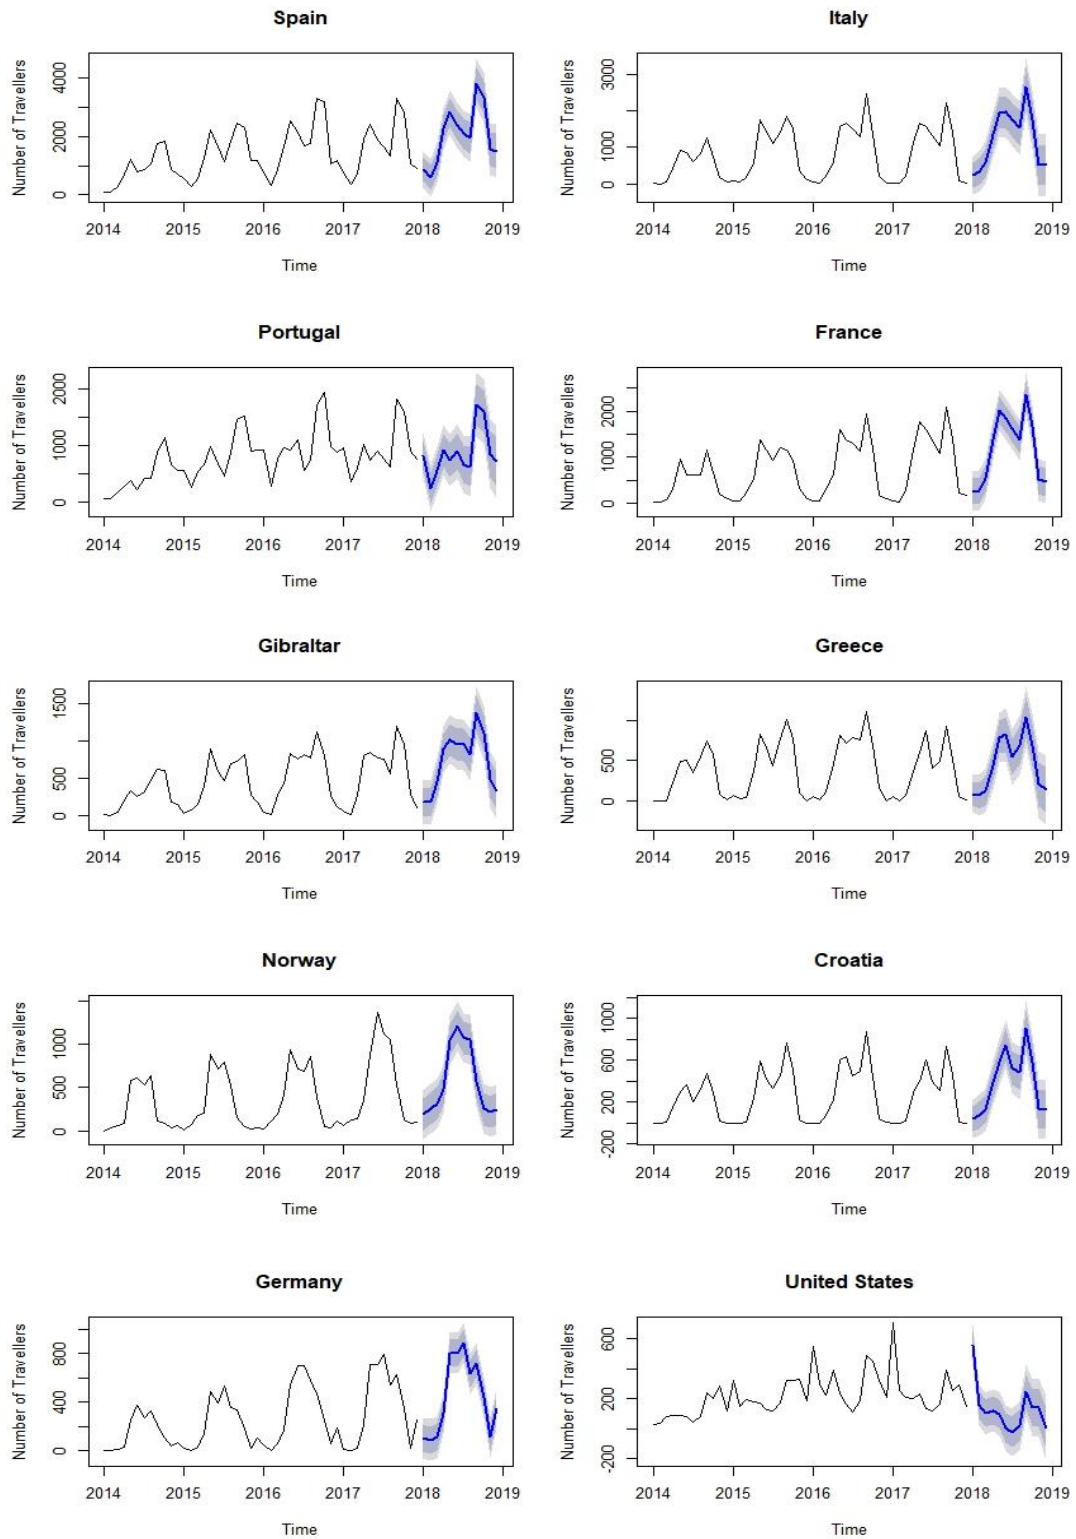 Spain
Number of Travellers
4000
2000
0
2014 2015 2016 2017 2018 2019
Time
Italy
Number of Travellers
3000
1000
0
2014 2015 2016 2017 2018 2019
Time
Portugal
Number of Travellers
2000
1000
0
2014 2015 2016 2017 2018 2019
Time
France
Number of Travellers
2000
1000
0
2014 2015 2016 2017 2018 2019
Time
Gibraltar
Number of Travellers
1500
500
0
2014 2015 2016 2017 2018 2019
Time
Greece
Number of Travellers
500
0
2014 2015 2016 2017 2018 2019
Time
Norway
Number of Travellers
1000
500
0
2014 2015 2016 2017 2018 2019
Time
Croatia
Number of Travellers
1000
600
200
-200
2014 2015 2016 2017 2018 2019
Time
Germany
Number of Travellers
800
400
0
2014 2015 2016 2017 2018 2019
Time
United States
Number of Travellers
600
200
-200
2014 2015 2016 2017 2018 2019
Time